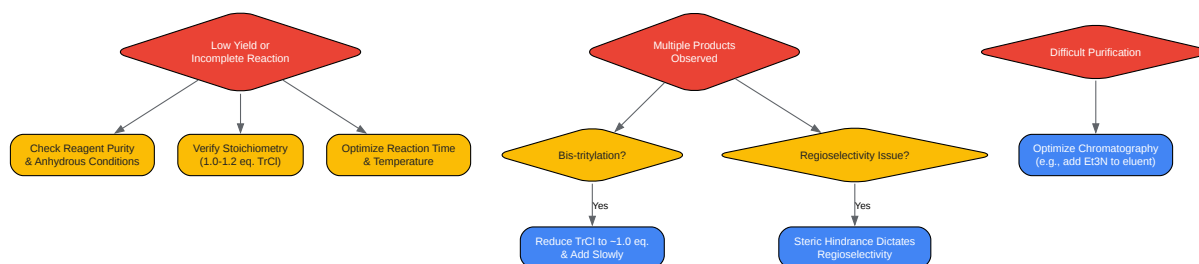 Low Yield or
Incomplete Reaction
Multiple Products
Observed
Difficult Purification
Check Reagent Purity
& Anhydrous Conditions
Verify Stoichiometry
(1.0-1.2 eq. TrCl)
Optimize Reaction Time
& Temperature
Bis-tritylation?
Regioselectivity Issue?
Optimize Chromatography
(e.g., add Et3N to eluent)
Yes
Yes
Reduce TrCl to ~1.0 eq.
& Add Slowly
Steric Hindrance Dictates
Regioselectivity